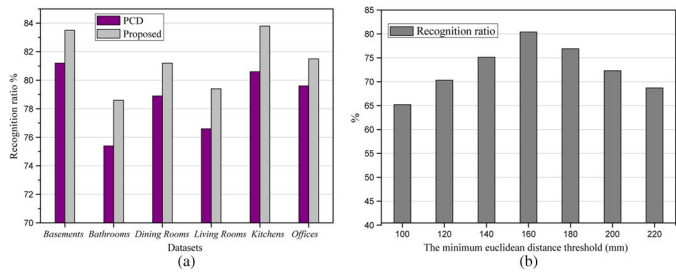 PCD
Proposed
Recognition ratio %
86
84
82
80
78
76
74
72
70
Basements Bathrooms Dining Rooms Living Rooms Kitchens Offices
Datasets
(a)
Recognition ratio
%
85
80
75
70
65
60
55
50
45
40
100 120 140 160 180 200 220
The minimum euclidean distance threshold (mm)
(b)